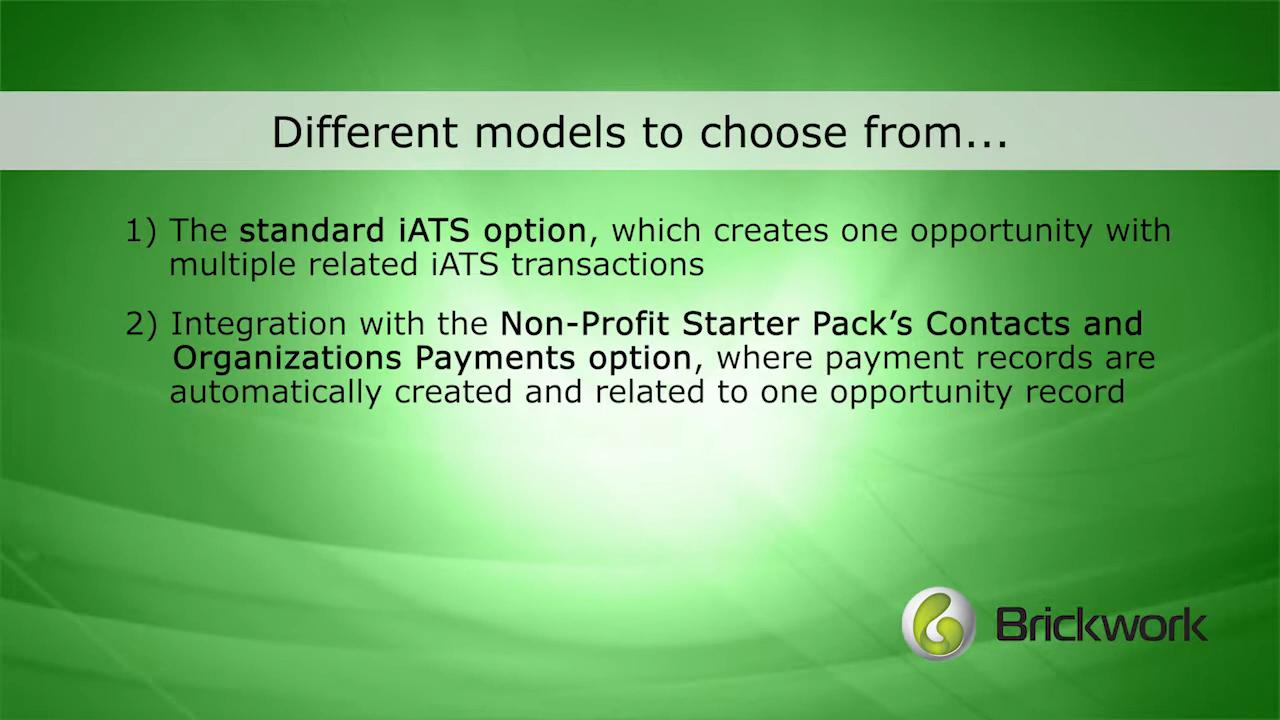 Different models to choose from...
1) The standard iATS option, which creates one opportunity with
multiple related iATS transactions
2) Integration with the Non-Profit Starter Pack’s Contacts and
Organizations Payments option, where payment records are
automatically created and related to one opportunity record
Brickwork